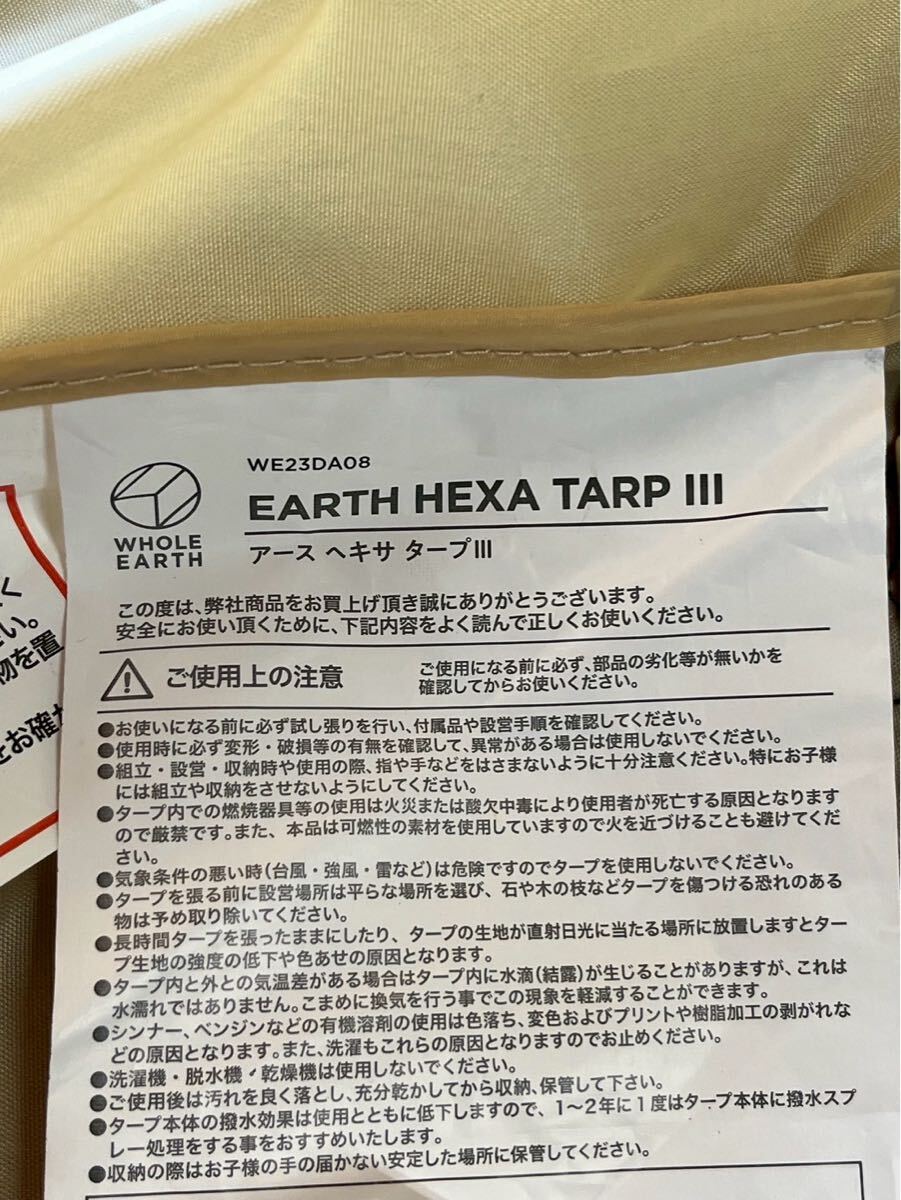 WE23DA08
EARTH HEXA TARP III
WHOLE
EARTH
アース ヘキサ タープIII
この度は、弊社商品をお買上げ頂き誠にありがとうございます。
安全にお使い頂くために、下記内容をよく読んで正しくお使いください。
ご使用上の注意
ご使用になる前に必ず、部品の劣化等が無いかを
確認してからお使いください。
●お使いになる前に必ず試し張りを行い、付属品や設営手順を確認してください。
●使用時に必ず変形・破損等の有無を確認して、異常がある場合は使用しないでください。
●組立・設営・収納時や使用の際、指や手などをはさまないように十分注意ください。特にお子様
には組立や収納をさせないようにしてください。
●タープ内での燃焼器具等の使用は火災または酸欠中毒により使用者が死亡する原因となります
ので厳禁です。また、本品は可燃性の素材を使用していますので火を近づけることも避けてくだ
さい。
●気象条件の悪い時(台風・強風・雷など)は危険ですのでタープを使用しないでください。
●タープを張る前に設営場所は平らな場所を選び、石や木の枝などタープを傷つける恐れのある
物は予め取り除いてください。
●長時間タープを張ったままにしたり、タープの生地が直射日光に当たる場所に放置しますとター
プ生地の強度の低下や色あせの原因となります。
●タープ内と外との気温差がある場合はタープ内に水滴(結露)が生じることがありますが、これは
水濡れではありません。こまめに換気を行う事でこの現象を軽減することができます。
●シンナー、ベンジンなどの有機溶剤の使用は色落ち、変色およびプリントや樹脂加工の剥がれな
どの原因となります。また、洗濯もこれらの原因となりますのでお止めください。
●洗濯機・脱水機・乾燥機は使用しないでください。
●ご使用後は汚れを良く落とし、充分乾かしてから収納、保管して下さい。
●タープ本体の撥水効果は使用とともに低下しますので、1〜2年に1度はタープ本体に撥水スプ
レー処理をする事をおすすめいたします。
●収納の際はお子様の手の届かない安定した場所に保管してください。
く
い。
物を置
をお確か